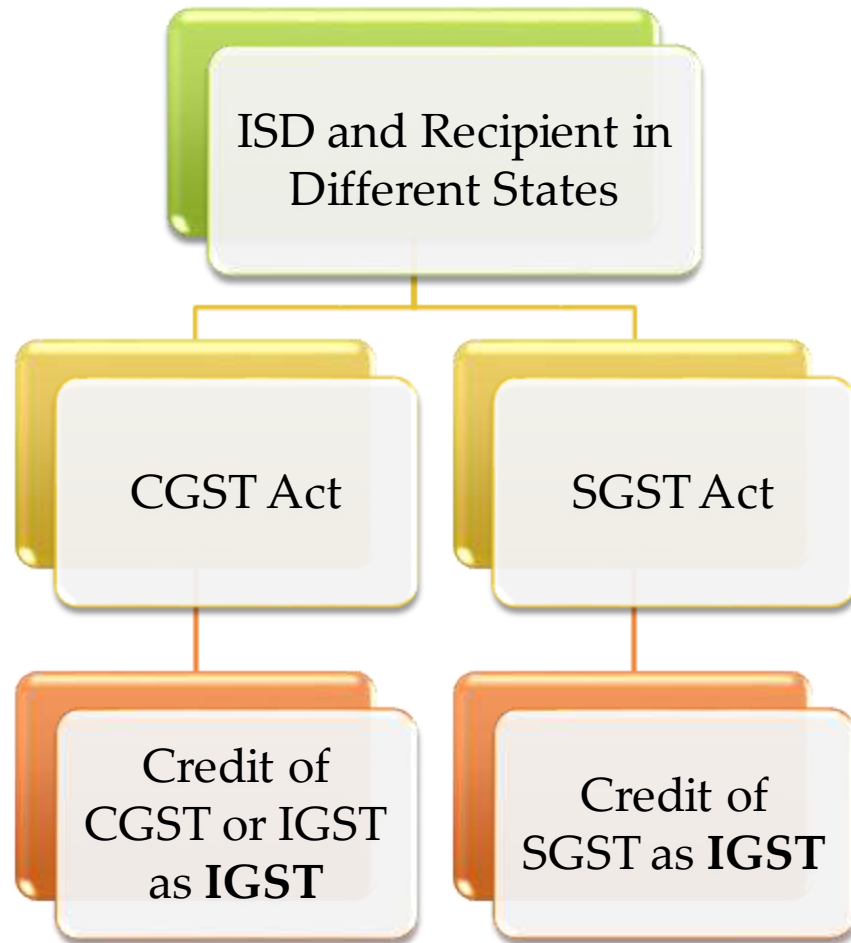 ISD and Recipient in
Different States
CGST Act
SGST Act
Credit of
CGST or IGST
as IGST
Credit of
SGST as IGST